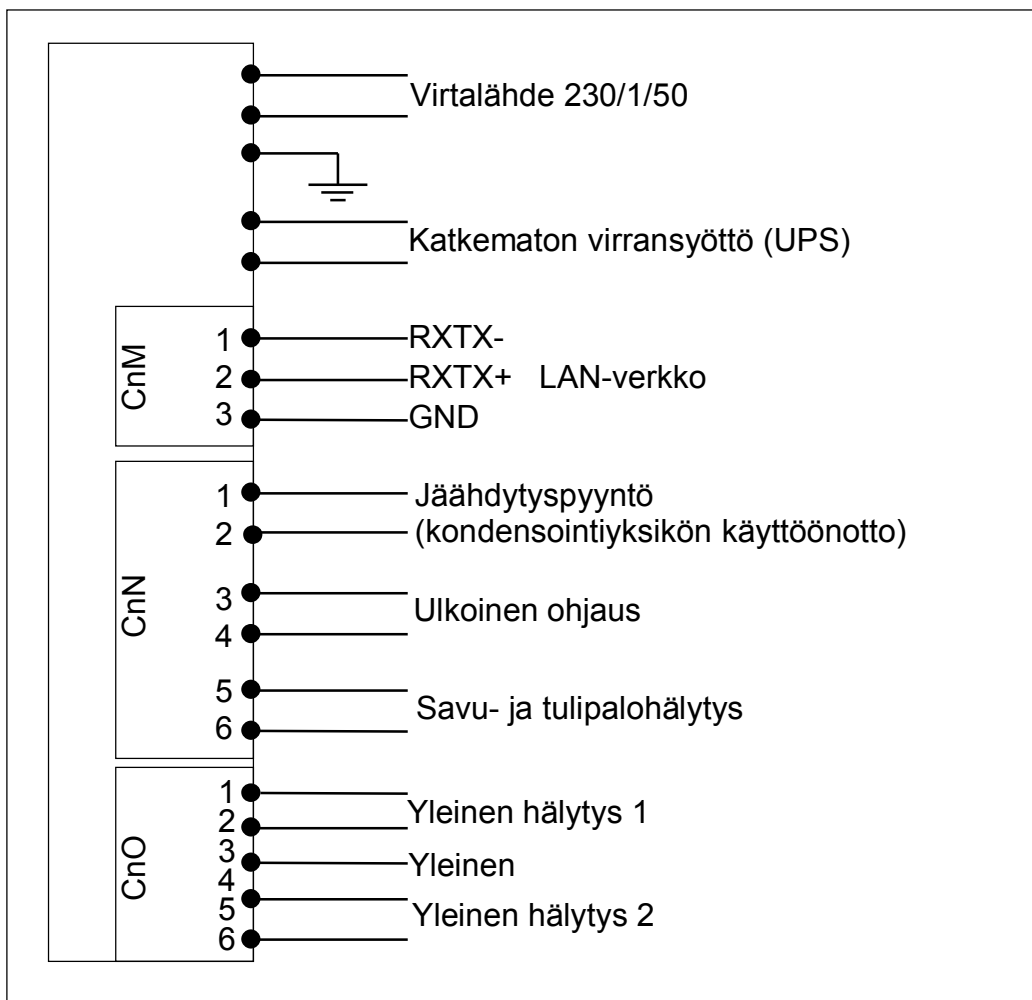 Virtalähde 230/1/50
Katkematon virransyöttö (UPS)
CnM
1 RXTX-
2 RXTX+ LAN-verkko
3 GND
CnN
1 Jäähdytyspyyntö
2 (kondensointiyksikön käyttöönotto)
3
Ulkoinen ohjaus
4
5
Savu- ja tulipalohälytys
6
CnO
1
Yleinen hälytys 1
2
3
Yleinen
4
5
Yleinen hälytys 2
6